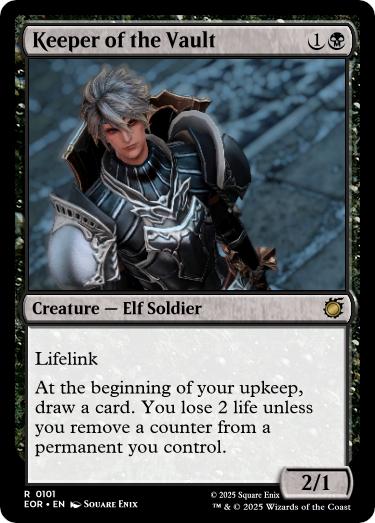 Keeper of the Vault 1
Creature — Elf Soldier
Lifelink
At the beginning of your upkeep,
draw a card. You lose 2 life unless
you remove a counter from a
permanent you control.
2/1
R 0101
EOR • EN SQUARE ENIX
© 2025 Square Enix
™ & © 2025 Wizards of the Coast